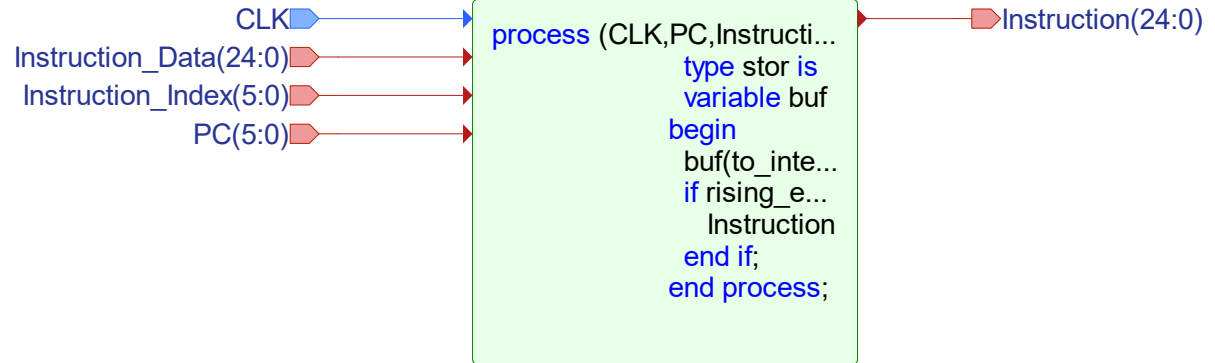 CLK
Instruction_Data(24:0)
Instruction_Index(5:0)
PC(5:0)
process (CLK,PC,Instructi...
type stor is
variable buf
begin
buf(to_inte...
if rising_e...
Instruction
end if;
end process;
Instruction(24:0)